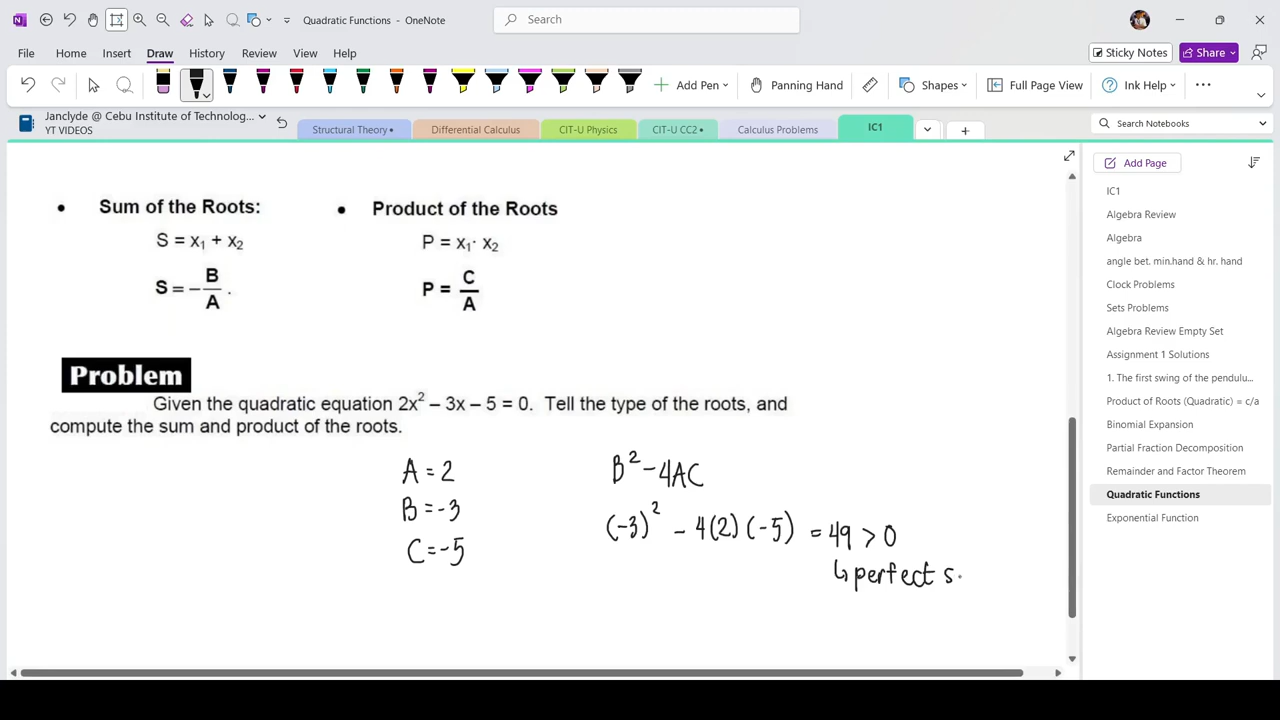 Quadratic Functions - OneNote
Search
File Home Insert Draw History Review View Help
Sticky Notes Share
Add Pen Panning Hand Shapes Full Page View Ink Help
Janclyde @ Cebu Institute of Technolog...
YT VIDEOS
Structural Theory • Differential Calculus CIT-U Physics CIT-U CC2 • Calculus Problems IC1
Search Notebooks
Add Page
IC1
Algebra Review
Algebra
angle bet. min.hand & hr. hand
Clock Problems
Sets Problems
Algebra Review Empty Set
Assignment 1 Solutions
1. The first swing of the pendulu...
Product of Roots (Quadratic) = c/a
Binomial Expansion
Partial Fraction Decomposition
Remainder and Factor Theorem
Quadratic Functions
Exponential Function
• Sum of the Roots:
S = x₁ + x₂
S = – B/A .
• Product of the Roots
P = x₁· x₂
P = C/A
Problem
Given the quadratic equation 2x² – 3x – 5 = 0. Tell the type of the roots, and
compute the sum and product of the roots.
A = 2
B = -3
C = -5
B² - 4AC
(-3)² - 4(2)(-5) = 49 > 0
↳ perfect s